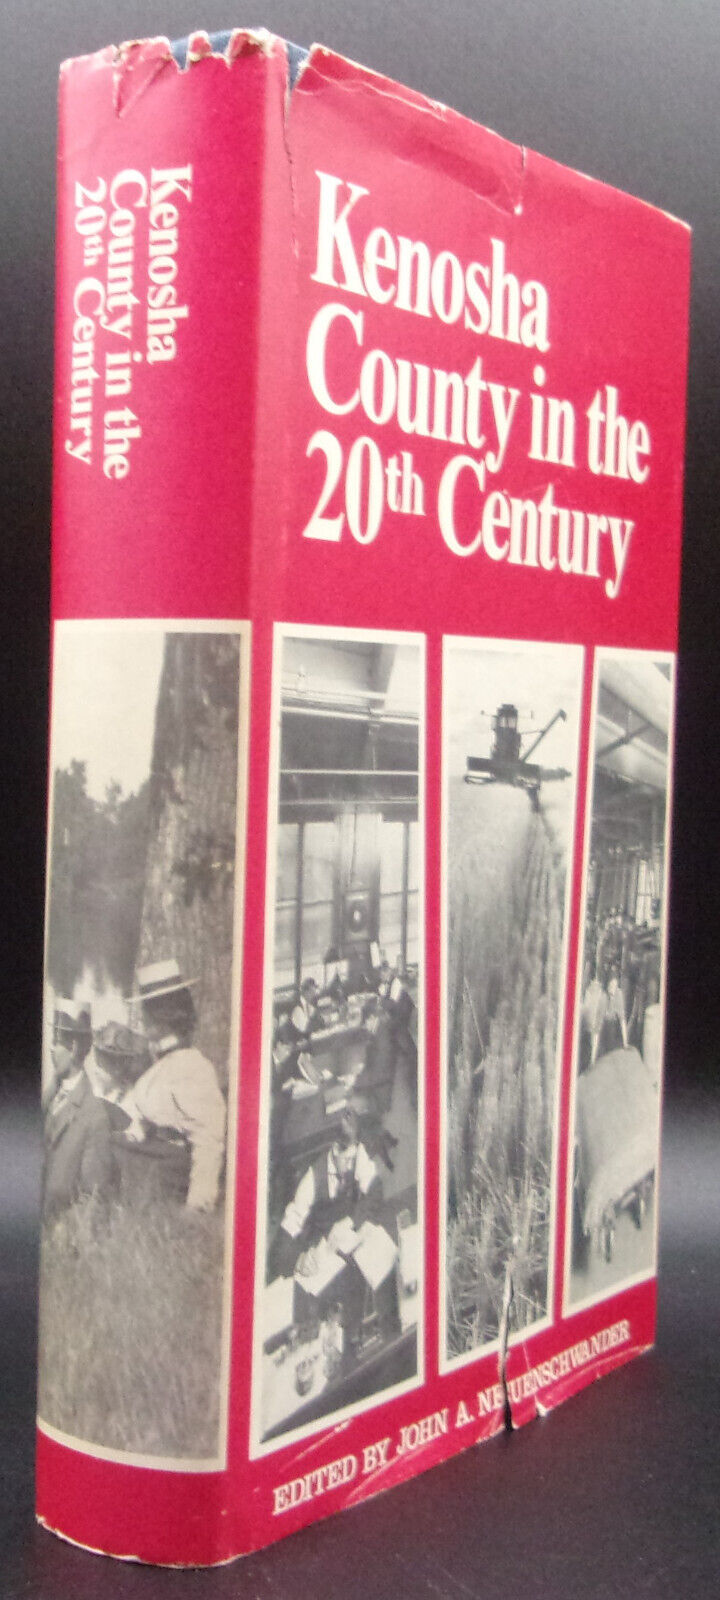 Kenosha
County in the
20th Century
Kenosha
County in the
20th Century
EDITED BY JOHN A. NEUENSCHWANDER